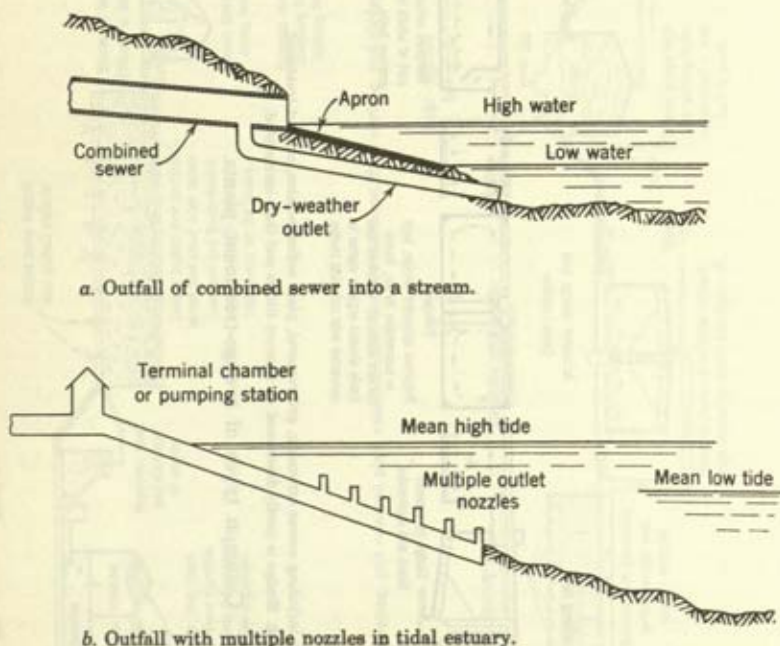 Apron
High water
Low water
Combined
sewer
Dry-weather
outlet
a. Outfall of combined sewer into a stream.
Terminal chamber
or pumping station
Mean high tide
Multiple outlet
nozzles
Mean low tide
b. Outfall with multiple nozzles in tidal estuary.